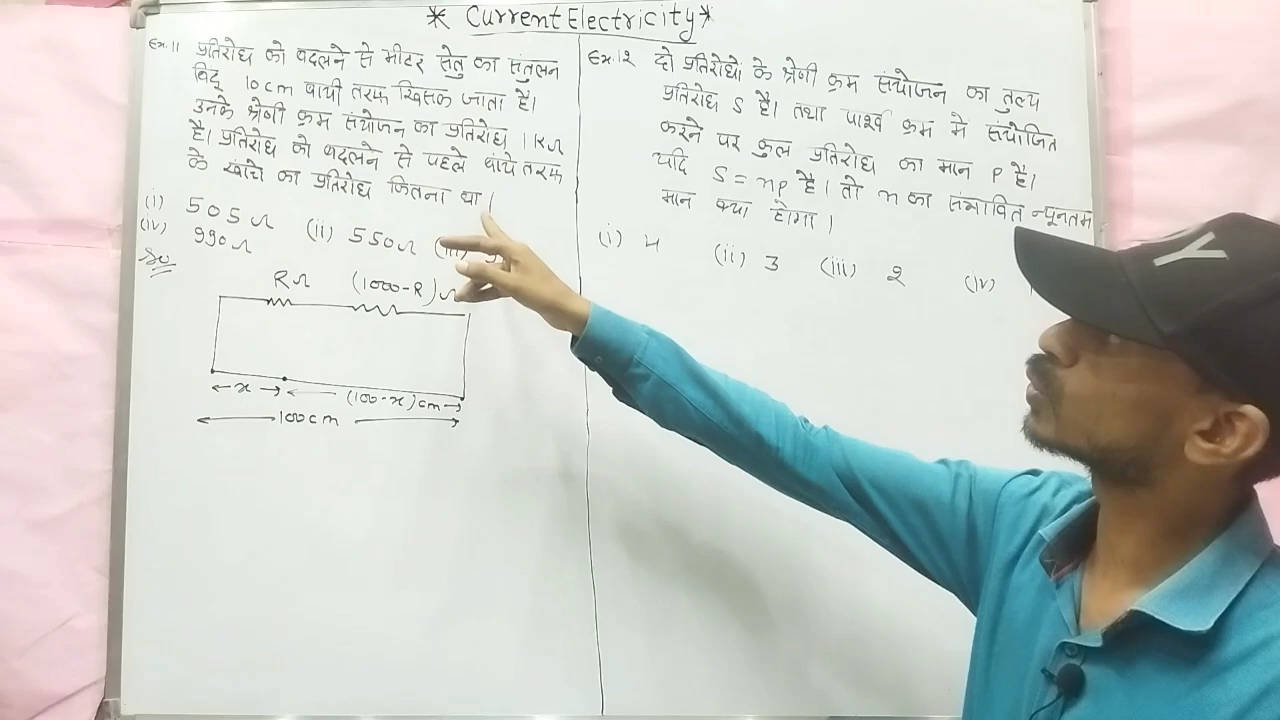 * Current Electricity *
Ex.11 प्रतिरोध को बदलने से मीटर सेतु का संतुलन
बिंदु 10cm बायी तरफ खिसक जाता है।
उनके श्रेणी क्रम संयोजन का प्रतिरोध 1KΩ
है। प्रतिरोध को बदलने से पहले बांये तरफ
के खांचे का प्रतिरोध कितना था।
(i) 505Ω (ii) 550Ω (iii)
(iv) 990Ω
So
RΩ (1000-R)Ω
← x → ← (100-x)cm →
← 100cm →
Ex.12 दो प्रतिरोधों के श्रेणी क्रम संयोजन का तुल्य
प्रतिरोध S है। तथा पार्श्व क्रम में संयोजित
करने पर कुल प्रतिरोध का मान P है।
यदि S = np है। तो n का संभावित न्यूनतम
मान क्या होगा।
(i) 4 (ii) 3 (iii) 2 (iv)
Y